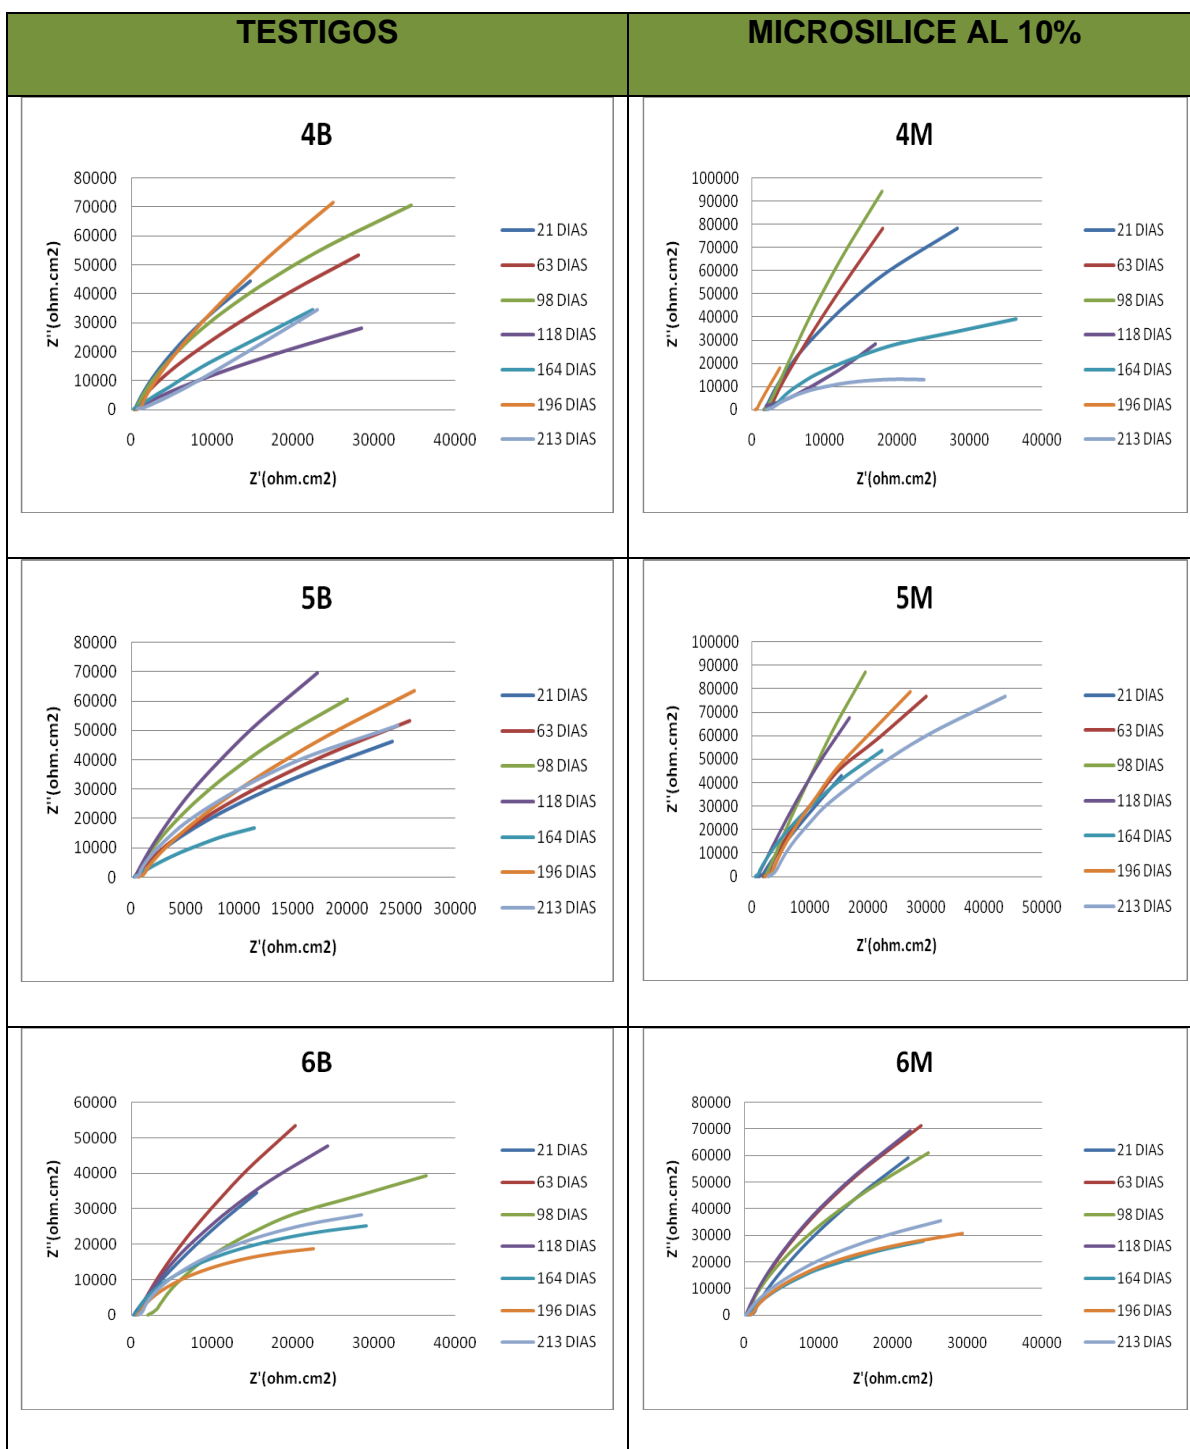 TESTIGOS
MICROSILICE AL 10%
4B
80000
70000
60000
50000
40000
30000
20000
10000
0
Z''(ohm.cm2)
0 10000 20000 30000 40000
Z'(ohm.cm2)
21 DIAS
63 DIAS
98 DIAS
118 DIAS
164 DIAS
196 DIAS
213 DIAS
4M
100000
90000
80000
70000
60000
50000
40000
30000
20000
10000
0
Z''(ohm.cm2)
0 10000 20000 30000 40000
Z'(ohm.cm2)
21 DIAS
63 DIAS
98 DIAS
118 DIAS
164 DIAS
196 DIAS
213 DIAS
5B
80000
70000
60000
50000
40000
30000
20000
10000
0
Z''(ohm.cm2)
0 5000 10000 15000 20000 25000 30000
Z'(ohm.cm2)
21 DIAS
63 DIAS
98 DIAS
118 DIAS
164 DIAS
196 DIAS
213 DIAS
5M
100000
90000
80000
70000
60000
50000
40000
30000
20000
10000
0
Z''(ohm.cm2)
0 10000 20000 30000 40000 50000
Z'(ohm.cm2)
21 DIAS
63 DIAS
98 DIAS
118 DIAS
164 DIAS
196 DIAS
213 DIAS
6B
60000
50000
40000
30000
20000
10000
0
Z''(ohm.cm2)
0 10000 20000 30000 40000
Z'(ohm.cm2)
21 DIAS
63 DIAS
98 DIAS
118 DIAS
164 DIAS
196 DIAS
213 DIAS
6M
80000
70000
60000
50000
40000
30000
20000
10000
0
Z''(ohm.cm2)
0 10000 20000 30000 40000
Z'(ohm.cm2)
21 DIAS
63 DIAS
98 DIAS
118 DIAS
164 DIAS
196 DIAS
213 DIAS